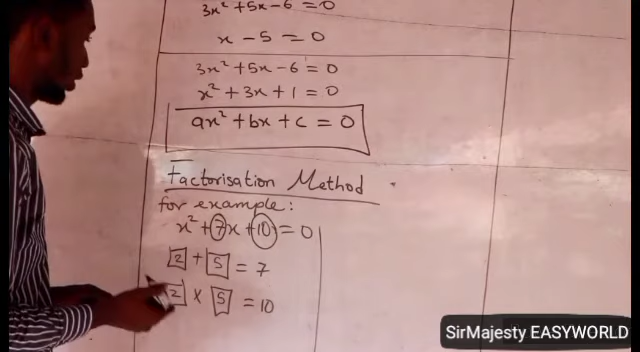 3x² + 5x - 6 = 0
x - 5 = 0
3x² + 5x - 6 = 0
x² + 3x + 1 = 0
ax² + bx + c = 0
Factorisation Method
for example:
x² + 7x + 10 = 0
2 + 5 = 7
2 × 5 = 10
SirMajesty EASYWORLD